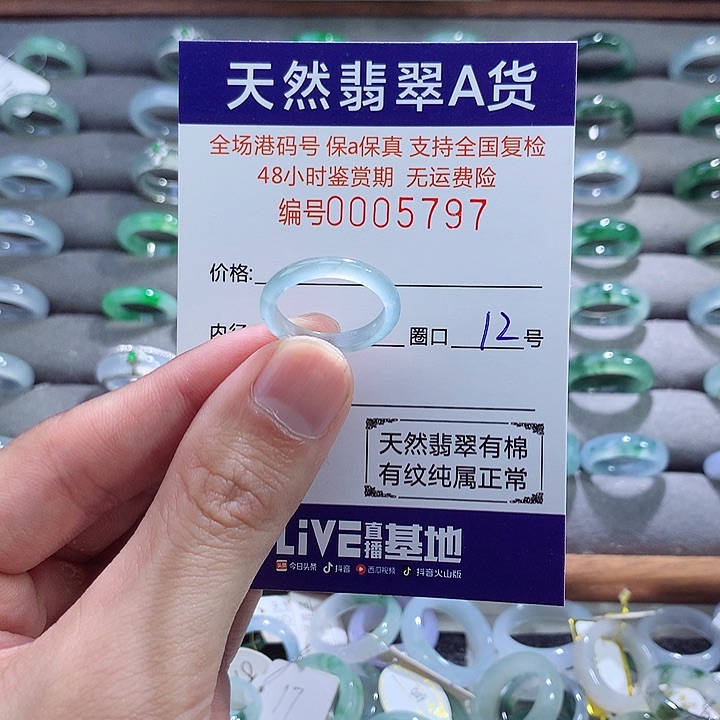 天然翡翠A货
全场港码号 保a保真 支持全国复检
48小时鉴赏期 无运费险
编号0005797
价格:
内径 圈口 12 号
天然翡翠有棉
有纹纯属正常
LiVE 直播 基地
今日头条 抖音 西瓜视频 抖音火山版
17